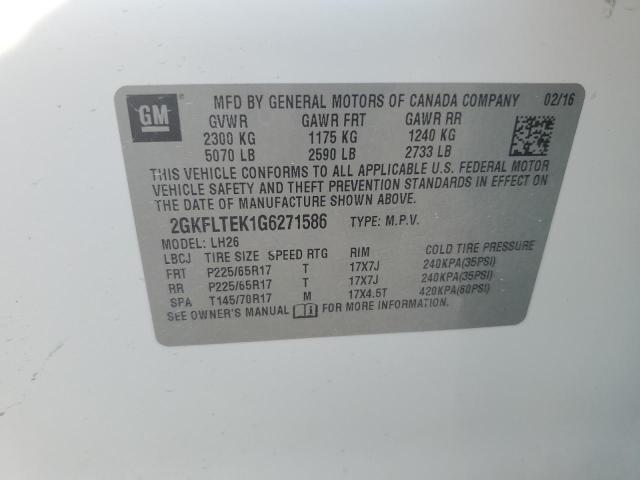 GM MFD BY GENERAL MOTORS OF CANADA COMPANY 02/16
GVWR GAWR FRT GAWR RR
2300 KG 1175 KG 1240 KG
5070 LB 2590 LB 2733 LB
THIS VEHICLE CONFORMS TO ALL APPLICABLE U.S. FEDERAL MOTOR
VEHICLE SAFETY AND THEFT PREVENTION STANDARDS IN EFFECT ON
THE DATE OF MANUFACTURE SHOWN ABOVE.
2GKFLTEK1G6271586 TYPE: M.P.V.
MODEL: LH26
LBCJ TIRE SIZE SPEED RTG RIM COLD TIRE PRESSURE
FRT P225/65R17 T 17X7J 240KPA(35PSI)
RR P225/65R17 T 17X7J 240KPA(35PSI)
SPA T145/70R17 M 17X4.5T 420KPA(60PSI)
SEE OWNER'S MANUAL FOR MORE INFORMATION.